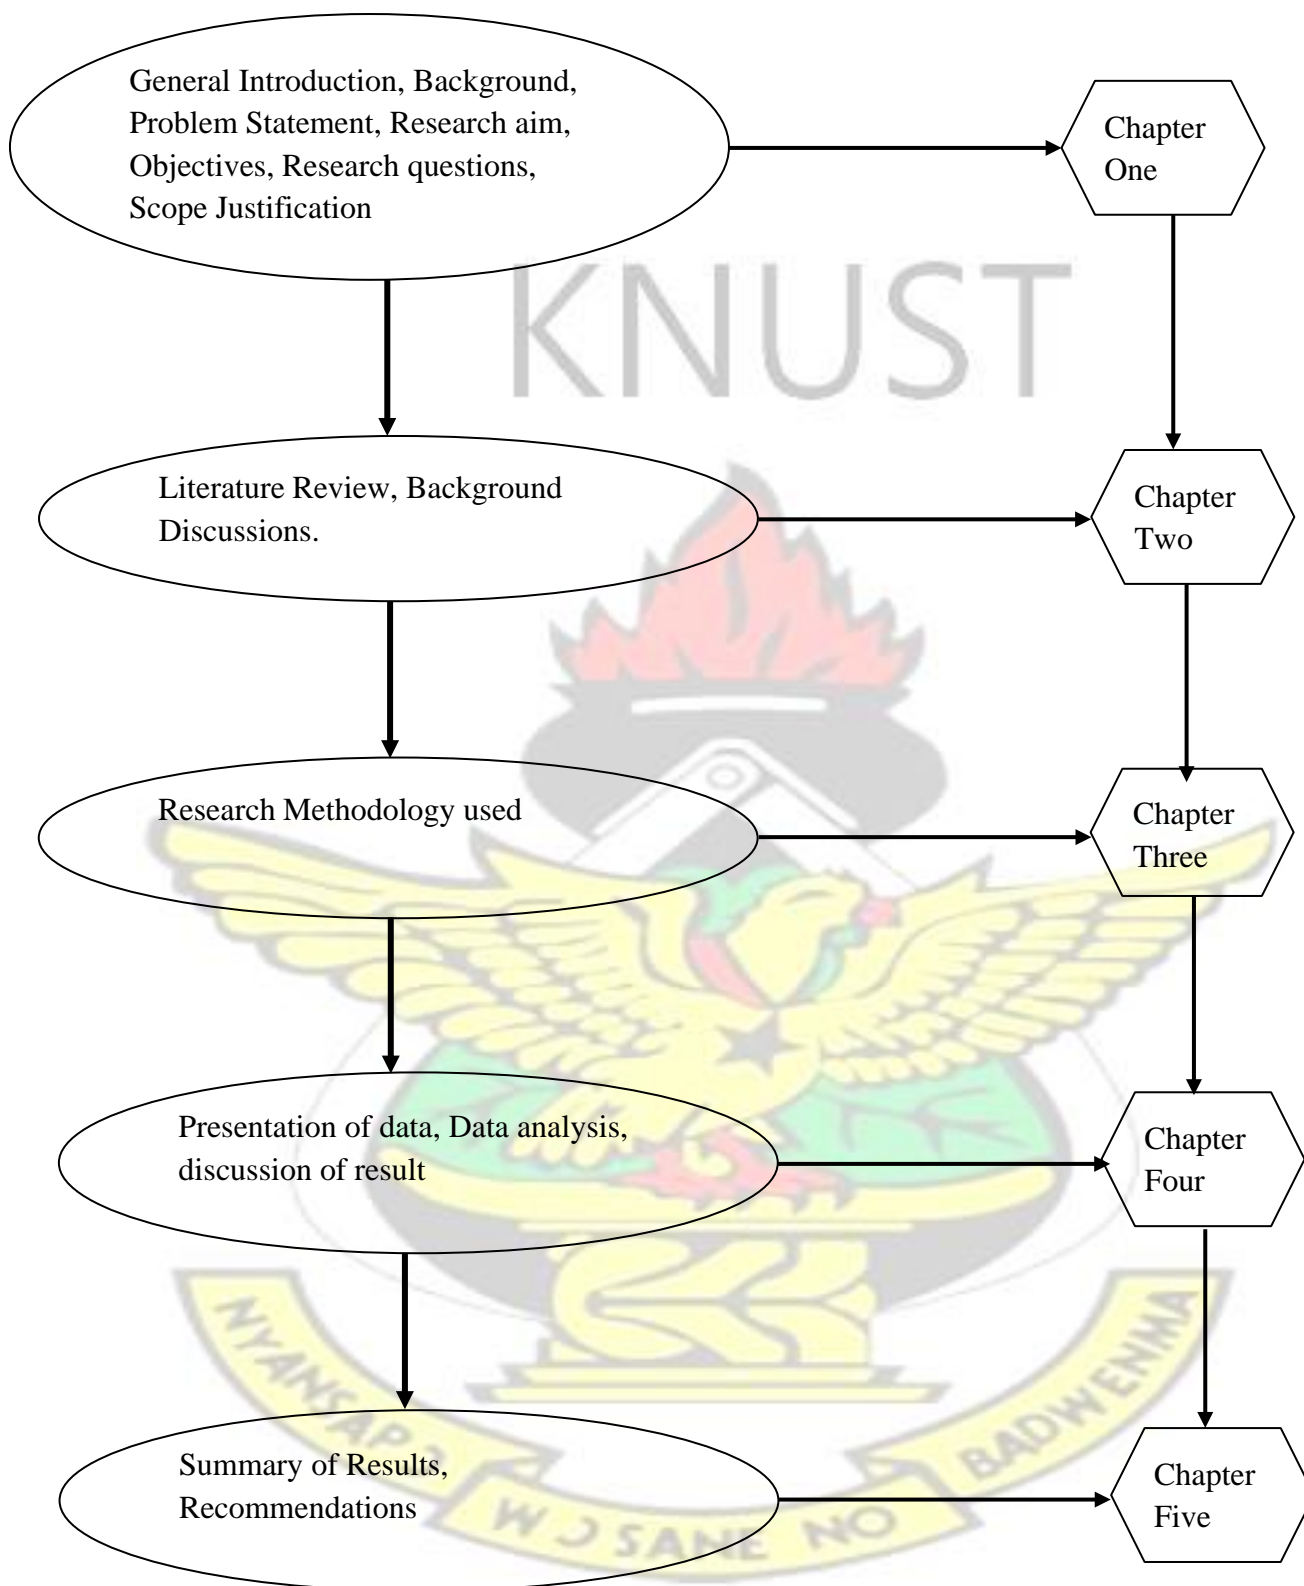 General Introduction, Background,
Problem Statement, Research aim,
Objectives, Research questions,
Scope Justification
Chapter
One
KNUST
Literature Review, Background
Discussions.
Chapter
Two
Research Methodology used
Chapter
Three
Presentation of data, Data analysis,
discussion of result
Chapter
Four
Summary of Results,
Recommendations
Chapter
Five
NYANSAPƆ WƆSANE NO BADWENMA